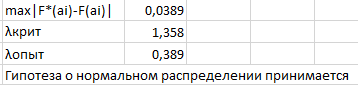 max|F*(ai)-F(ai)| 0,0389
λкрит 1,358
λопыт 0,389
Гипотеза о нормальном распределении принимается